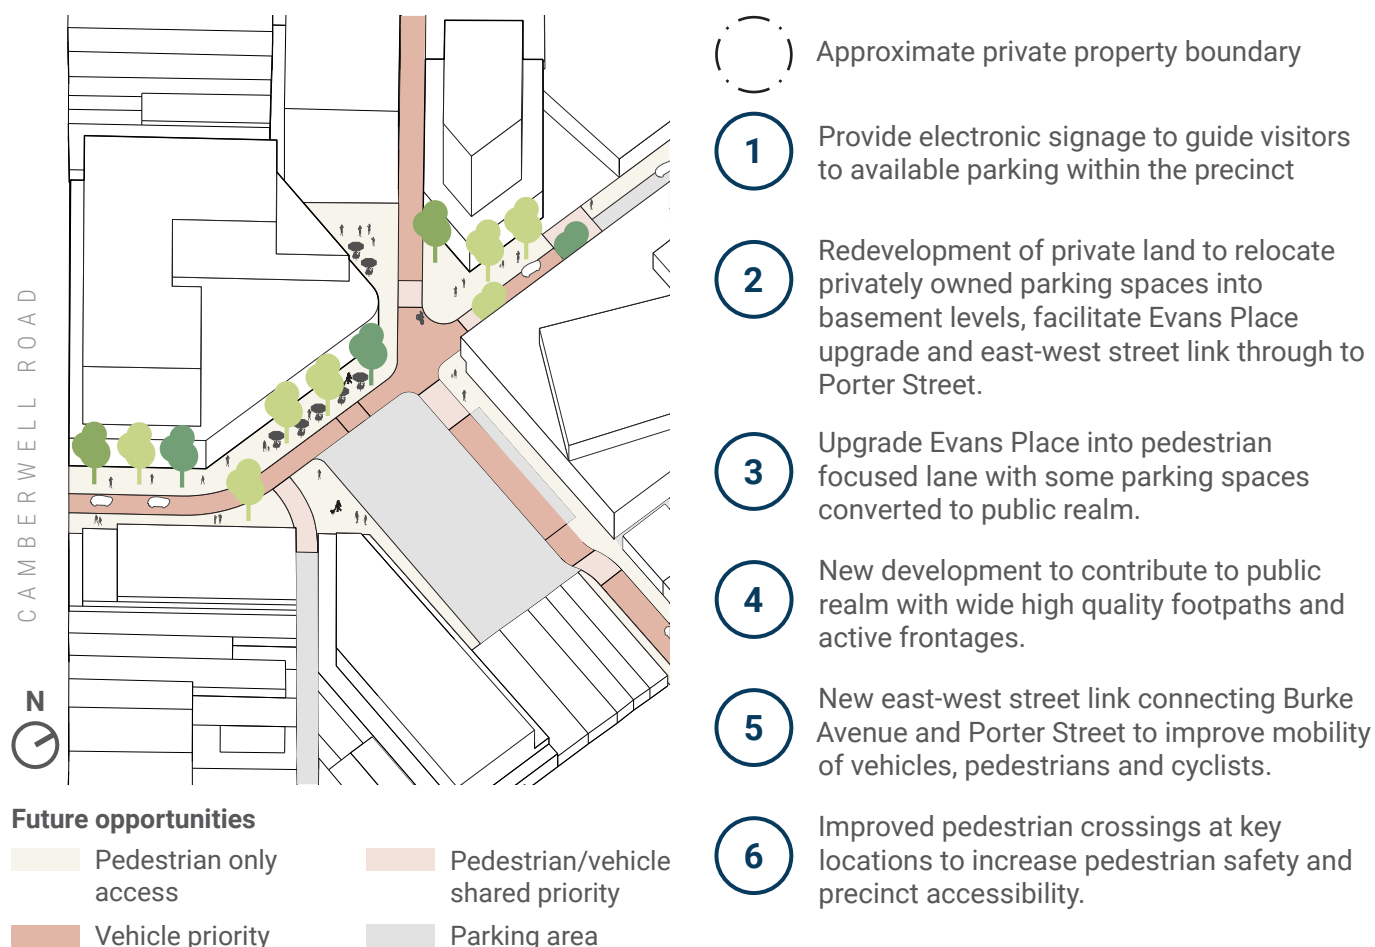 CAMBERWELL ROAD
N
Future opportunities
Pedestrian only
access
Vehicle priority
Pedestrian/vehicle
shared priority
Parking area
Approximate private property boundary
1
Provide electronic signage to guide visitors
to available parking within the precinct
2
Redevelopment of private land to relocate
privately owned parking spaces into
basement levels, facilitate Evans Place
upgrade and east-west street link through to
Porter Street.
3
Upgrade Evans Place into pedestrian
focused lane with some parking spaces
converted to public realm.
4
New development to contribute to public
realm with wide high quality footpaths and
active frontages.
5
New east-west street link connecting Burke
Avenue and Porter Street to improve mobility
of vehicles, pedestrians and cyclists.
6
Improved pedestrian crossings at key
locations to increase pedestrian safety and
precinct accessibility.